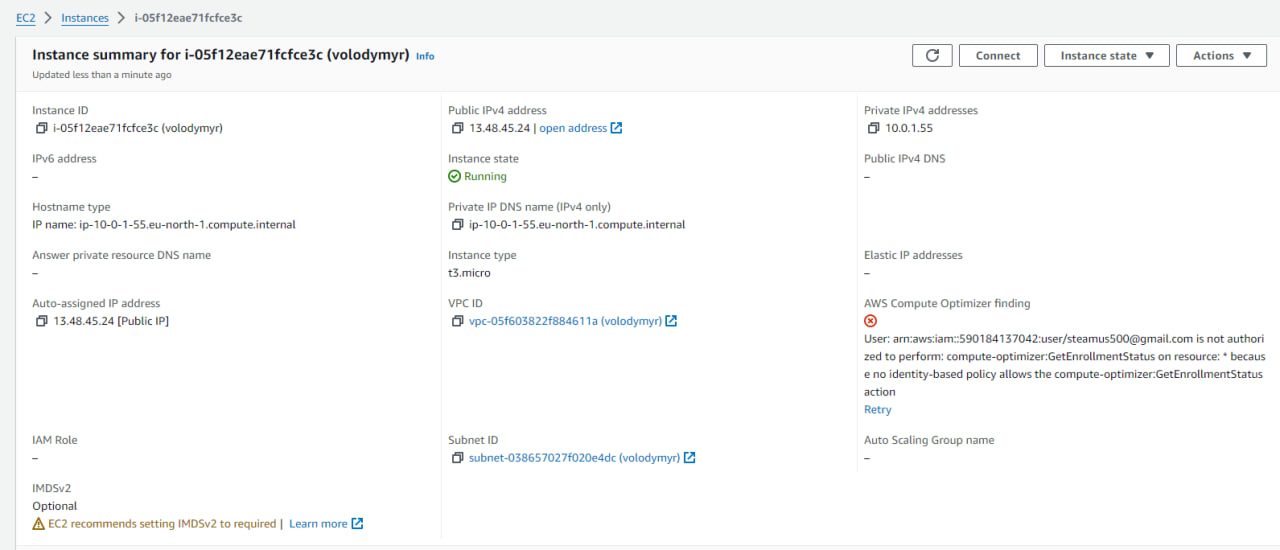 EC2 > Instances > i-05f12eae71fcfce3c
Instance summary for i-05f12eae71fcfce3c (volodymyr) Info
Updated less than a minute ago
Connect
Instance state
Actions
Instance ID
i-05f12eae71fcfce3c (volodymyr)
Public IPv4 address
13.48.45.24 | open address
Private IPv4 addresses
10.0.1.55
IPv6 address
–
Instance state
Running
Public IPv4 DNS
–
Hostname type
IP name: ip-10-0-1-55.eu-north-1.compute.internal
Private IP DNS name (IPv4 only)
ip-10-0-1-55.eu-north-1.compute.internal
Answer private resource DNS name
–
Instance type
t3.micro
Elastic IP addresses
–
Auto-assigned IP address
13.48.45.24 [Public IP]
VPC ID
vpc-05f603822f884611a (volodymyr)
AWS Compute Optimizer finding
User: arn:aws:iam::590184137042:user/steamus500@gmail.com is not authori
zed to perform: compute-optimizer:GetEnrollmentStatus on resource: * becau
se no identity-based policy allows the compute-optimizer:GetEnrollmentStatus
action
Retry
IAM Role
–
Subnet ID
subnet-038657027f020e4dc (volodymyr)
Auto Scaling Group name
–
IMDSv2
Optional
EC2 recommends setting IMDSv2 to required | Learn more